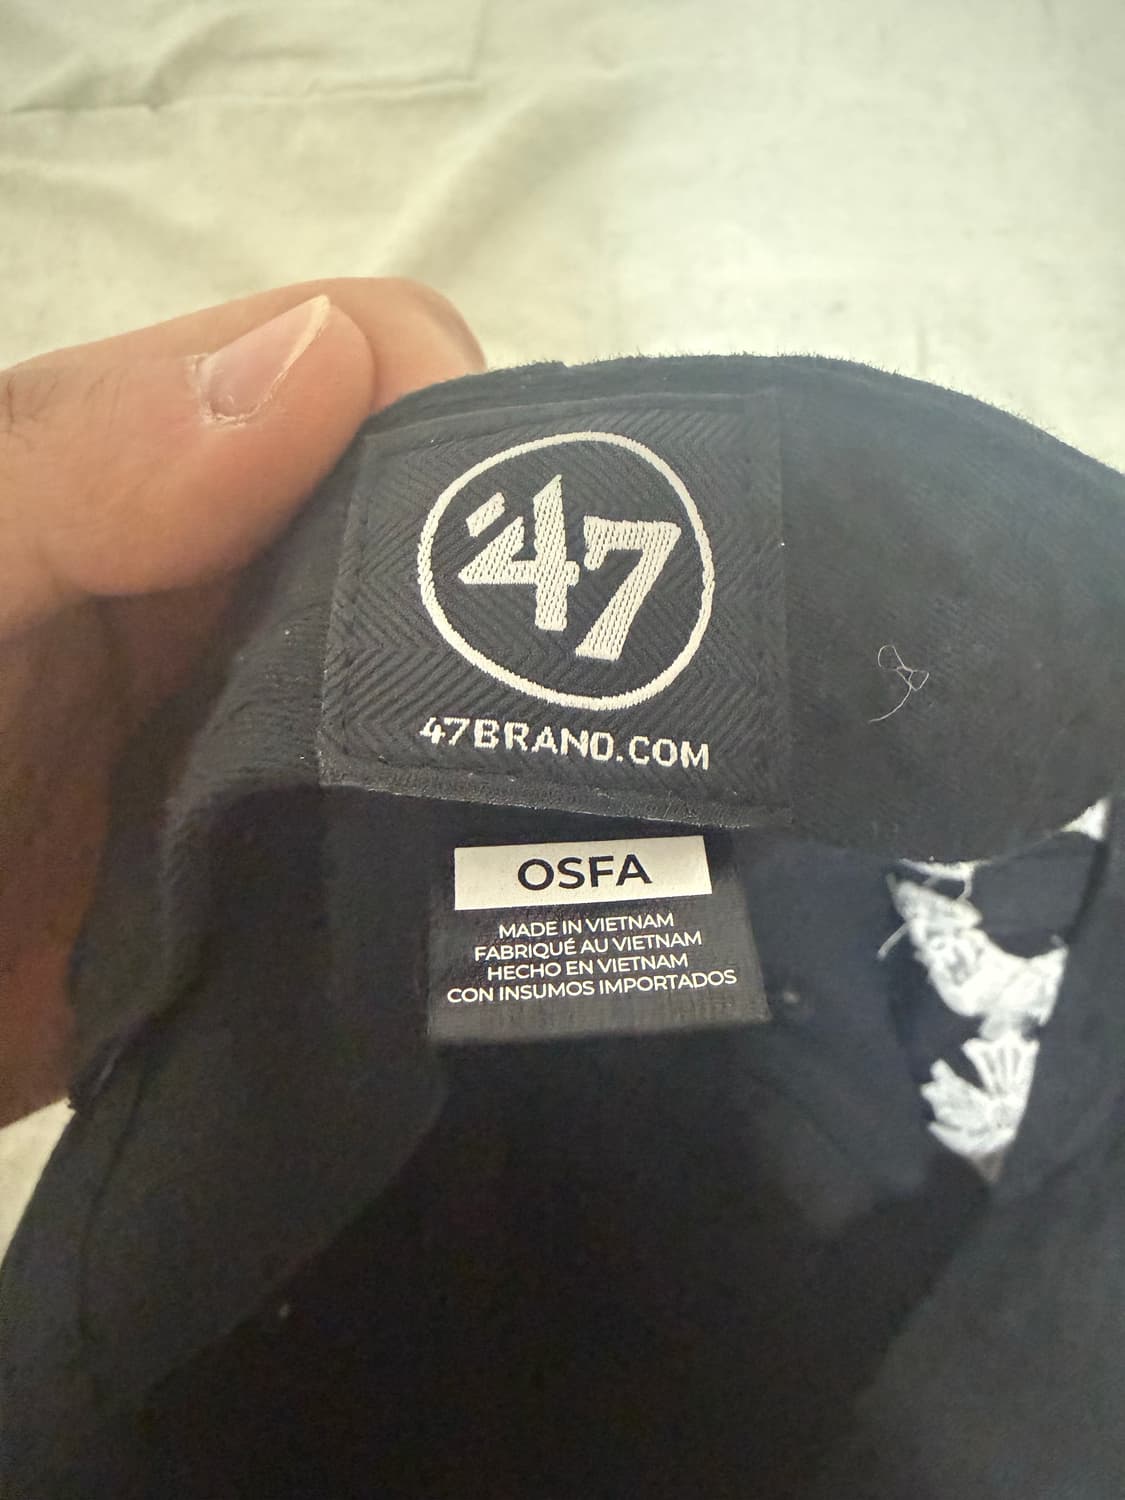 '47
47BRAND.COM
OSFA
MADE IN VIETNAM
FABRIQUÉ AU VIETNAM
HECHO EN VIETNAM
CON INSUMOS IMPORTADOS